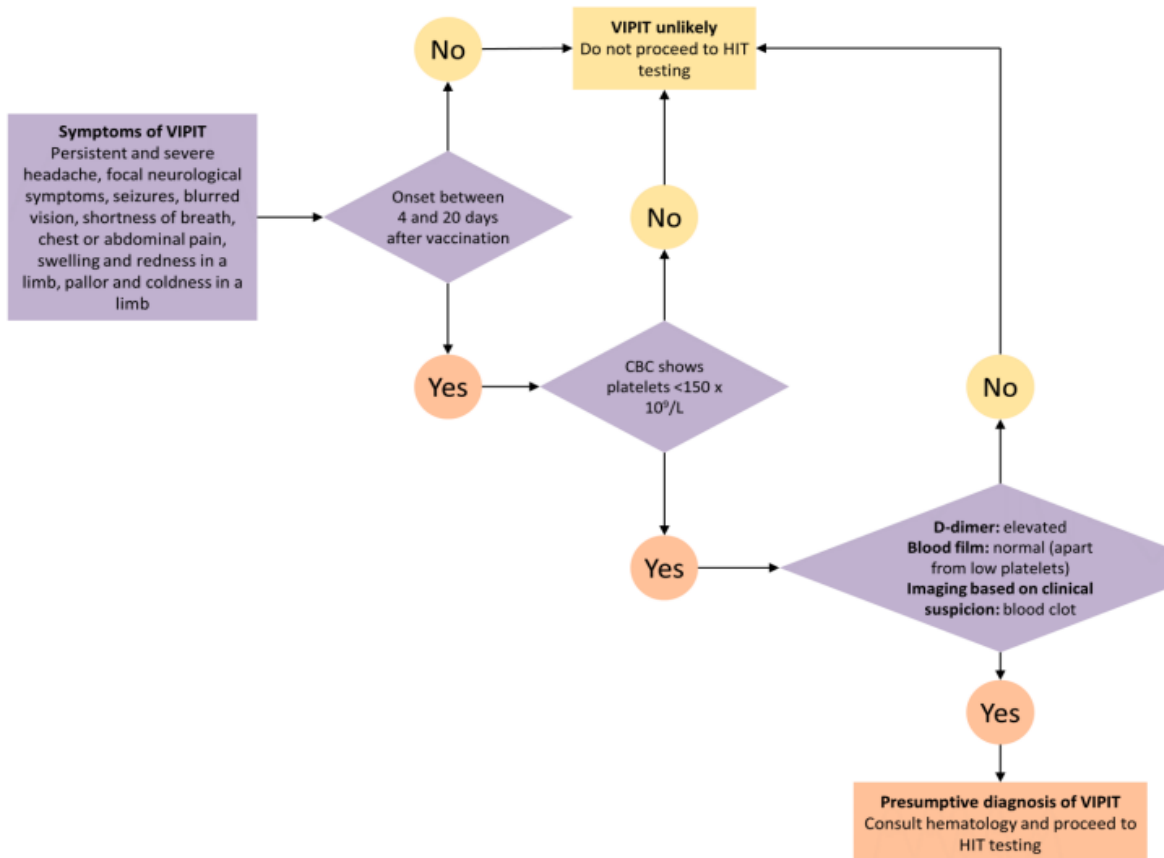 No
VIPIT unlikely
Do not proceed to HIT
testing
Symptoms of VIPIT
Persistent and severe
headache, focal neurological
symptoms, seizures, blurred
vision, shortness of breath,
chest or abdominal pain,
swelling and redness in a
limb, pallor and coldness in a
limb
Onset between
4 and 20 days
after vaccination
No
Yes
CBC shows
platelets <150 x
10⁹/L
No
Yes
D-dimer: elevated
Blood film: normal (apart
from low platelets)
Imaging based on clinical
suspicion: blood clot
Yes
Presumptive diagnosis of VIPIT
Consult hematology and proceed to
HIT testing